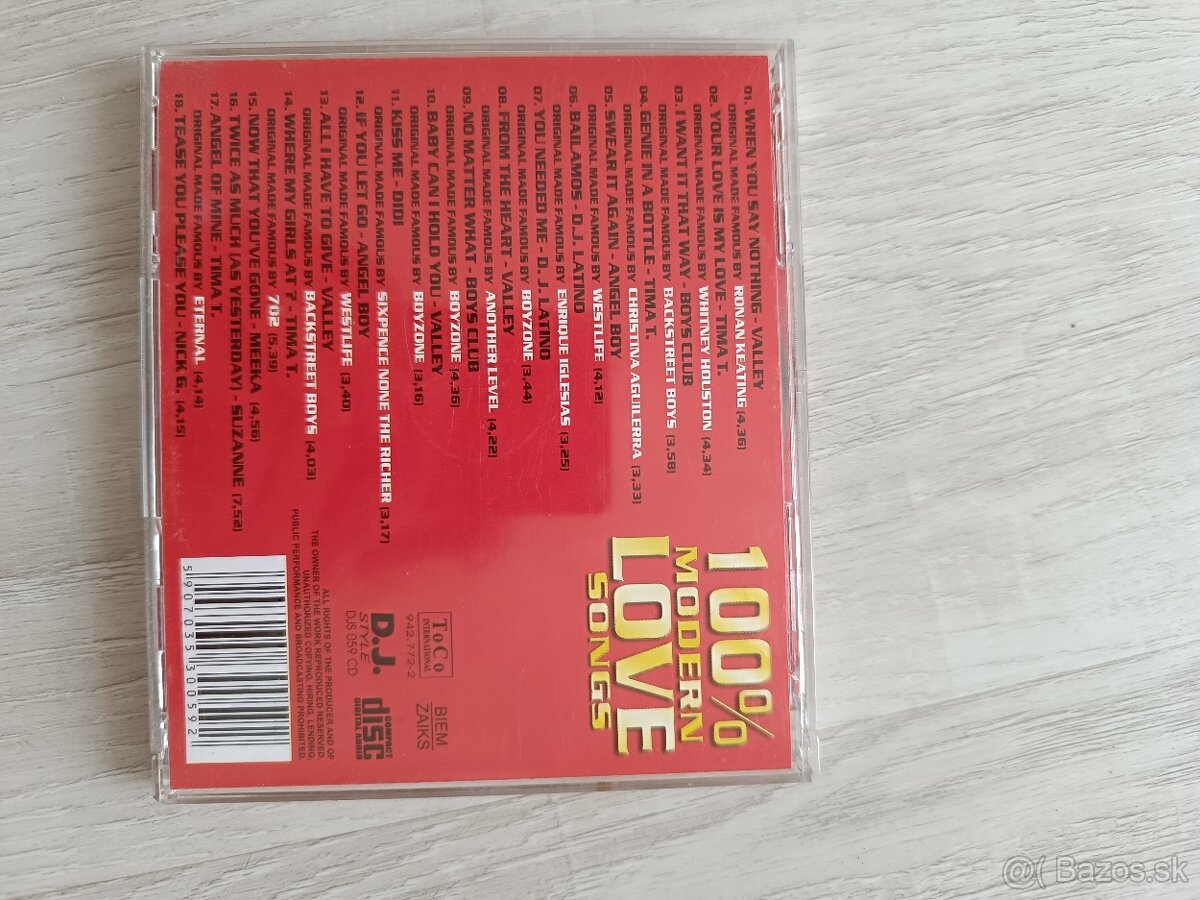 01. WHEN YOU SAY NOTHING - VALLEY
ORIGINAL MADE FAMOUS BY RONAN KEATING (4,36)
02. YOUR LOVE IS MY LOVE - TIMA T.
ORIGINAL MADE FAMOUS BY WHITNEY HOUSTON (4,34)
03. I WANT IT THAT WAY - BOYS CLUB
ORIGINAL MADE FAMOUS BY BACKSTREET BOYS (3,58)
04. GENIE IN A BOTTLE - TIMA T.
ORIGINAL MADE FAMOUS BY CHRISTINA AGUILERRA (3,33)
05. SWEAR IT AGAIN - ANGEL BOY
ORIGINAL MADE FAMOUS BY WESTLIFE (4,12)
06. BAILAMOS - D.J. LATINO
ORIGINAL MADE FAMOUS BY ENRIQUE IGLESIAS (3,25)
07. YOU NEEDED ME - D.J. LATINO
ORIGINAL MADE FAMOUS BY BOYZONE (3,44)
08. FROM THE HEART - VALLEY
ORIGINAL MADE FAMOUS BY ANOTHER LEVEL (4,22)
09. NO MATTER WHAT - BOYS CLUB
ORIGINAL MADE FAMOUS BY BOYZONE (4,36)
10. BABY CAN I HOLD YOU - VALLEY
ORIGINAL MADE FAMOUS BY BOYZONE (3,16)
11. KISS ME - DIDI
ORIGINAL MADE FAMOUS BY SIXPENCE NONE THE RICHER (3,17)
12. IF YOU LET GO - ANGEL BOY
ORIGINAL MADE FAMOUS BY WESTLIFE (3,40)
13. ALL I HAVE TO GIVE - VALLEY
ORIGINAL MADE FAMOUS BY BACKSTREET BOYS (4,03)
14. WHERE MY GIRLS AT ? - TIMA T.
ORIGINAL MADE FAMOUS BY 702 (5,39)
15. NOW THAT YOU'VE GONE - MEEKA (4,56)
16. TWICE AS MUCH (AS YESTERDAY) - SUZANNE (7,52)
17. ANGEL OF MINE - TIMA T.
ORIGINAL MADE FAMOUS BY ETERNAL (4,14)
18. TEASE YOU PLEASE YOU - NICK G. (4,15)
100%
MODERN
LOVE
SONGS
ToCo
INTERNATIONAL
942.772-2
BIEM
ZAIKS
D.J.
STYLE
DJS 059 CD
COMPACT
disc
DIGITAL AUDIO
ALL RIGHTS OF THE PRODUCER AND OF
THE OWNER OF THE WORK REPRODUCED RESERVED.
UNAUTHORIZED COPYING, HIRING, LENDING,
PUBLIC PERFORMANCE AND BROADCASTING PROHIBITED.
5 907035 300592
@( Bazos.sk